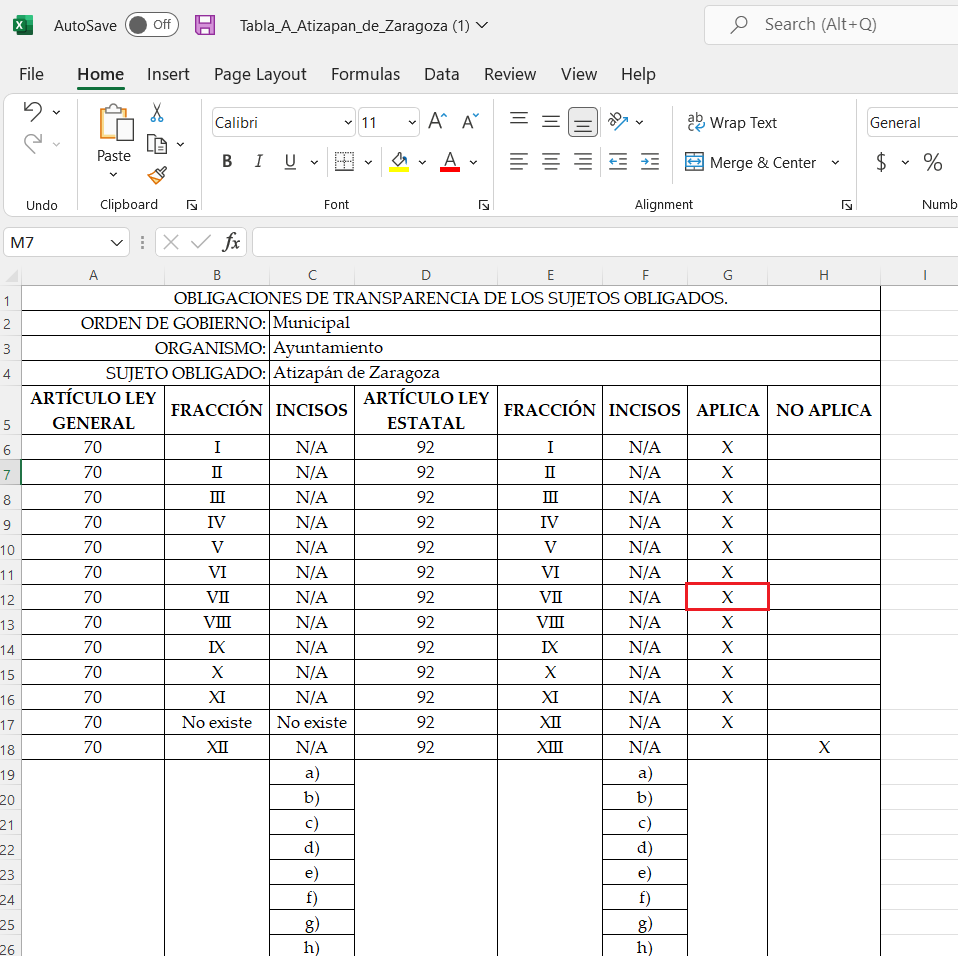 AutoSave Off Tabla_A_Atizapan_de_Zaragoza (1) Search (Alt+Q)
File Home Insert Page Layout Formulas Data Review View Help
Calibri 11 A A ab c Wrap Text General
Paste B I U A Merge & Center $ %
Undo Clipboard Font Alignment Numb
M7 fx
A B C D E F G H I
1 OBLIGACIONES DE TRANSPARENCIA DE LOS SUJETOS OBLIGADOS.
2 ORDEN DE GOBIERNO: Municipal
3 ORGANISMO: Ayuntamiento
4 SUJETO OBLIGADO: Atizapán de Zaragoza
5 ARTÍCULO LEY GENERAL FRACCIÓN INCISOS ARTÍCULO LEY ESTATAL FRACCIÓN INCISOS APLICA NO APLICA
6 70 I N/A 92 I N/A X
7 70 II N/A 92 II N/A X
8 70 III N/A 92 III N/A X
9 70 IV N/A 92 IV N/A X
10 70 V N/A 92 V N/A X
11 70 VI N/A 92 VI N/A X
12 70 VII N/A 92 VII N/A X
13 70 VIII N/A 92 VIII N/A X
14 70 IX N/A 92 IX N/A X
15 70 X N/A 92 X N/A X
16 70 XI N/A 92 XI N/A X
17 70 No existe No existe 92 XII N/A X
18 70 XII N/A 92 XIII N/A X
19 a) a)
20 b) b)
21 c) c)
22 d) d)
23 e) e)
24 f) f)
25 g) g)
26 h) h)